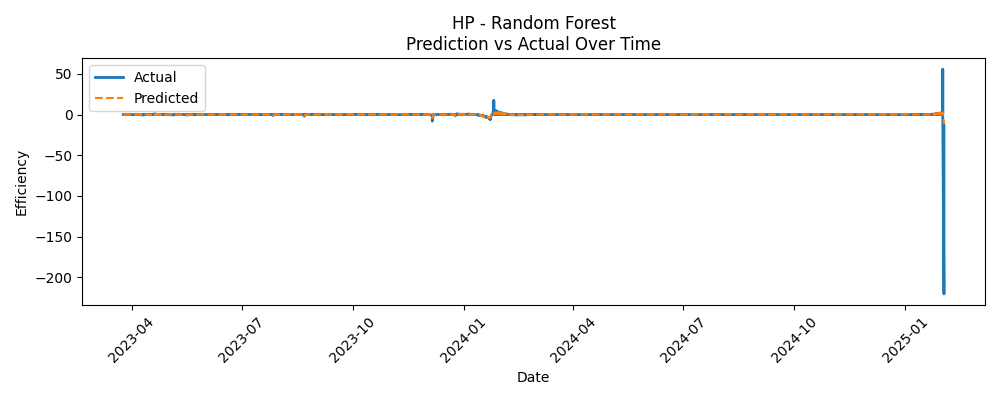 HP - Random Forest
Prediction vs Actual Over Time
Actual
Predicted
50
0
−50
−100
−150
−200
Efficiency
2023-04
2023-07
2023-10
2024-01
2024-04
2024-07
2024-10
2025-01
Date